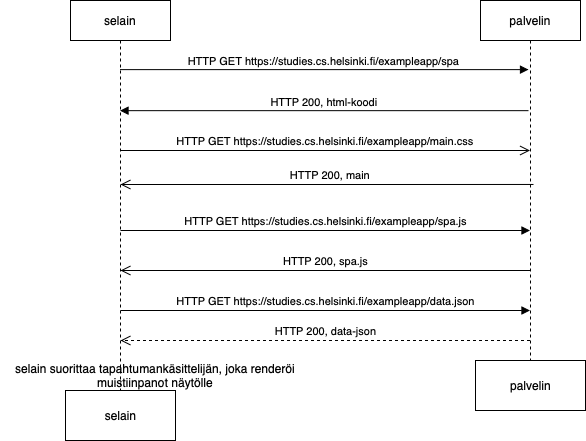 selain
palvelin
HTTP GET https://studies.cs.helsinki.fi/exampleapp/spa
HTTP 200, html-koodi
HTTP GET https://studies.cs.helsinki.fi/exampleapp/main.css
HTTP 200, main
HTTP GET https://studies.cs.helsinki.fi/exampleapp/spa.js
HTTP 200, spa.js
HTTP GET https://studies.cs.helsinki.fi/exampleapp/data.json
HTTP 200, data-json
selain suorittaa tapahtumankäsittelijän, joka renderöi
muistiinpanot näytölle
selain
palvelin